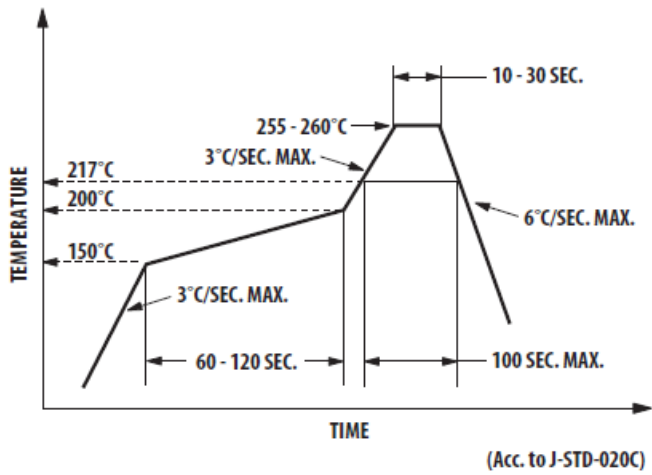 10 - 30 SEC.
255 - 260°C
3°C/SEC. MAX.
217°C
200°C
6°C/SEC. MAX.
150°C
3°C/SEC. MAX.
60 - 120 SEC.
100 SEC. MAX.
TEMPERATURE
TIME
(Acc. to J-STD-020C)